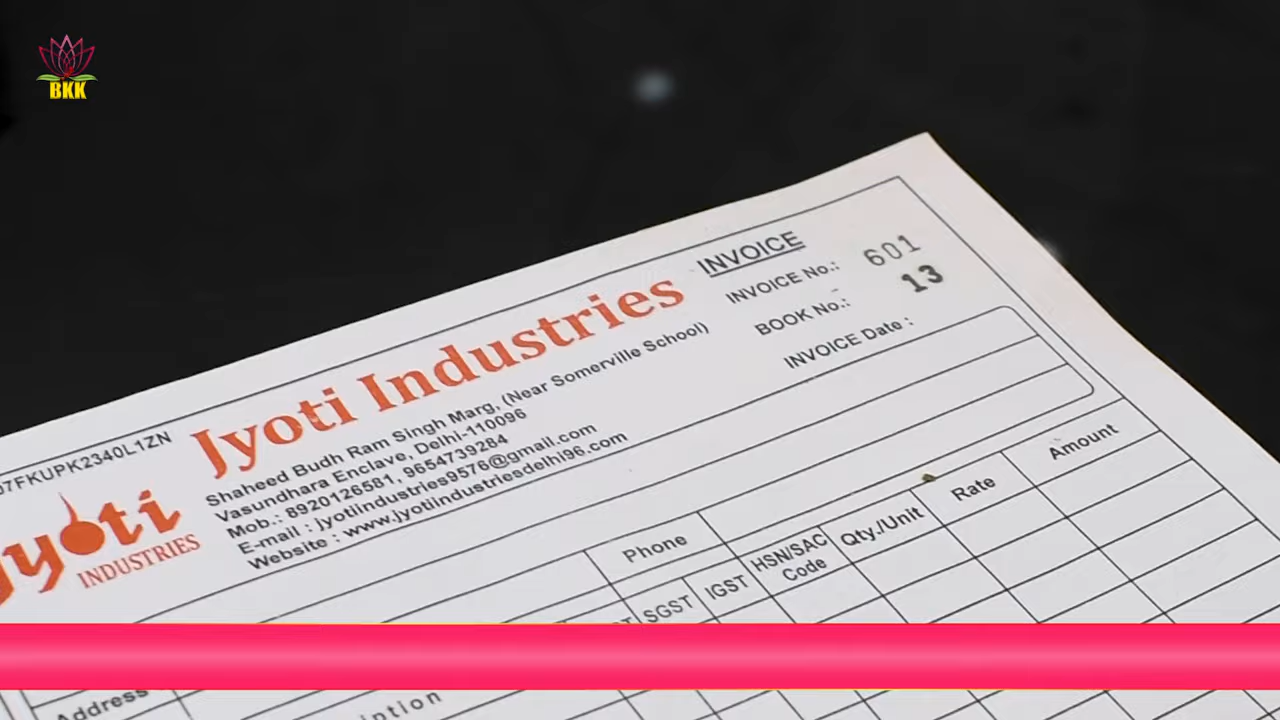 BKK
07FKUPK2340L1ZN
Jyoti
INDUSTRIES
Jyoti Industries
Shaheed Budh Ram Singh Marg, (Near Somerville School)
Vasundhara Enclave, Delhi-110096
Mob.: 8920126581, 9654739284
E-mail : jyotiindustries9576@gmail.com
Website : www.jyotiindustriesdelhi96.com
INVOICE
INVOICE No.: 601
BOOK No.: 13
INVOICE Date :
Phone
SGST IGST HSN/SAC Code Qty./Unit Rate Amount
Address